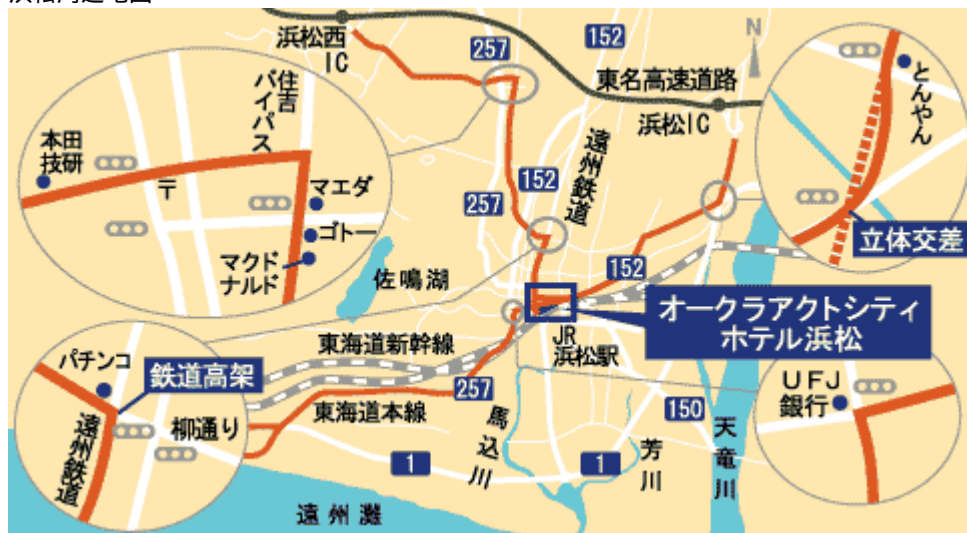 浜松西
IC
257
152
N
とんやん
東名高速道路
浜松IC
住吉
バイパス
本田
技研
〒
マエダ
ゴトー
マクド
ナルド
遠州鉄道
152
257
立体交差
佐鳴湖
152
オークラアクトシティ
ホテル浜松
JR
浜松駅
東海道新幹線
パチンコ
鉄道高架
UFJ
銀行
257
東海道本線
柳通り
遠州鉄道
馬込川
150
芳川
天竜川
1
1
遠州灘